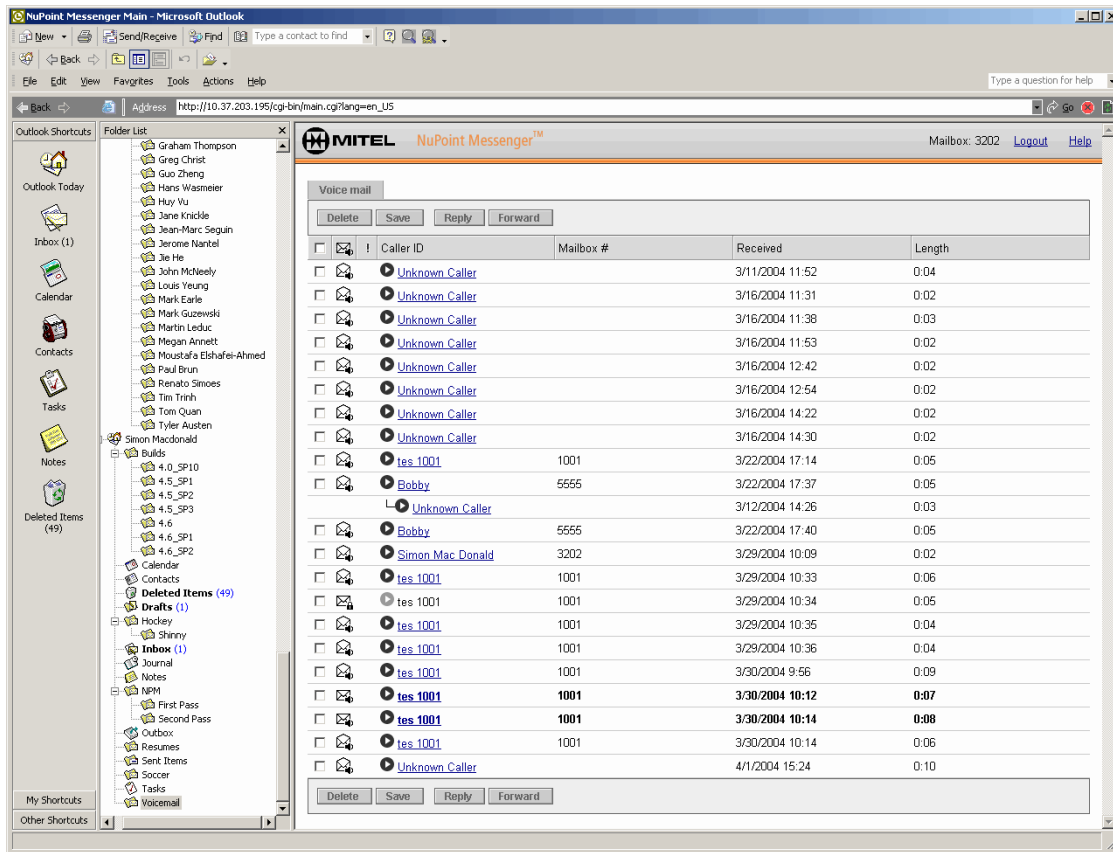 NuPoint Messenger Main - Microsoft Outlook
New Send/Receive Find Type a contact to find
Back
File Edit View Favorites Tools Actions Help Type a question for help
Back Address http://10.37.203.195/cgi-bin/main.cgi?lang=en_US Go
Outlook Shortcuts
Outlook Today
Inbox (1)
Calendar
Contacts
Tasks
Notes
Deleted Items
(49)
My Shortcuts
Other Shortcuts
Folder List
Graham Thompson
Greg Christ
Guo Zheng
Hans Wasmeier
Huy Vu
Jane Knickle
Jean-Marc Seguin
Jerome Nantel
Jie He
John McNeely
Louis Yeung
Mark Earle
Mark Guzewski
Martin Leduc
Megan Annett
Moustafa Elshafei-Ahmed
Paul Brun
Renato Simoes
Tim Trinh
Tom Quan
Tyler Austen
Simon Macdonald
Builds
4.0_SP10
4.5_SP1
4.5_SP2
4.5_SP3
4.6
4.6_SP1
4.6_SP2
Calendar
Contacts
Deleted Items (49)
Drafts (1)
Hockey
Shinny
Inbox (1)
Journal
Notes
NPM
First Pass
Second Pass
Outbox
Resumes
Sent Items
Soccer
Tasks
Voicemail
MITEL NuPoint Messenger™ Mailbox: 3202 Logout Help
Voice mail
Delete Save Reply Forward
! Caller ID Mailbox # Received Length
Unknown Caller 3/11/2004 11:52 0:04
Unknown Caller 3/16/2004 11:31 0:02
Unknown Caller 3/16/2004 11:38 0:03
Unknown Caller 3/16/2004 11:53 0:02
Unknown Caller 3/16/2004 12:42 0:02
Unknown Caller 3/16/2004 12:54 0:02
Unknown Caller 3/16/2004 14:22 0:02
Unknown Caller 3/16/2004 14:30 0:02
tes 1001 1001 3/22/2004 17:14 0:05
Bobby 5555 3/22/2004 17:37 0:05
Unknown Caller 3/12/2004 14:26 0:03
Bobby 5555 3/22/2004 17:40 0:05
Simon Mac Donald 3202 3/29/2004 10:09 0:02
tes 1001 1001 3/29/2004 10:33 0:06
tes 1001 1001 3/29/2004 10:34 0:05
tes 1001 1001 3/29/2004 10:35 0:04
tes 1001 1001 3/29/2004 10:36 0:04
tes 1001 1001 3/30/2004 9:56 0:09
tes 1001 1001 3/30/2004 10:12 0:07
tes 1001 1001 3/30/2004 10:14 0:08
tes 1001 1001 3/30/2004 10:14 0:06
Unknown Caller 4/1/2004 15:24 0:10
Delete Save Reply Forward